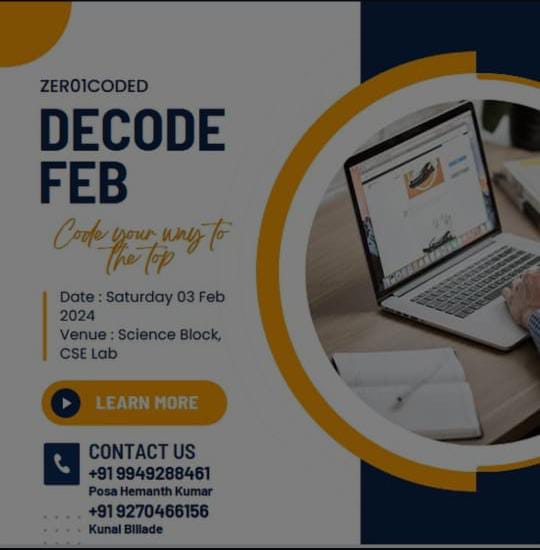 ZER01CODED
DECODE
FEB
Code your way to
the top
Date : Saturday 03 Feb
2024
Venue : Science Block,
CSE Lab
LEARN MORE
CONTACT US
+91 9949288461
Posa Hemanth Kumar
+91 9270466156
Kunal Billade